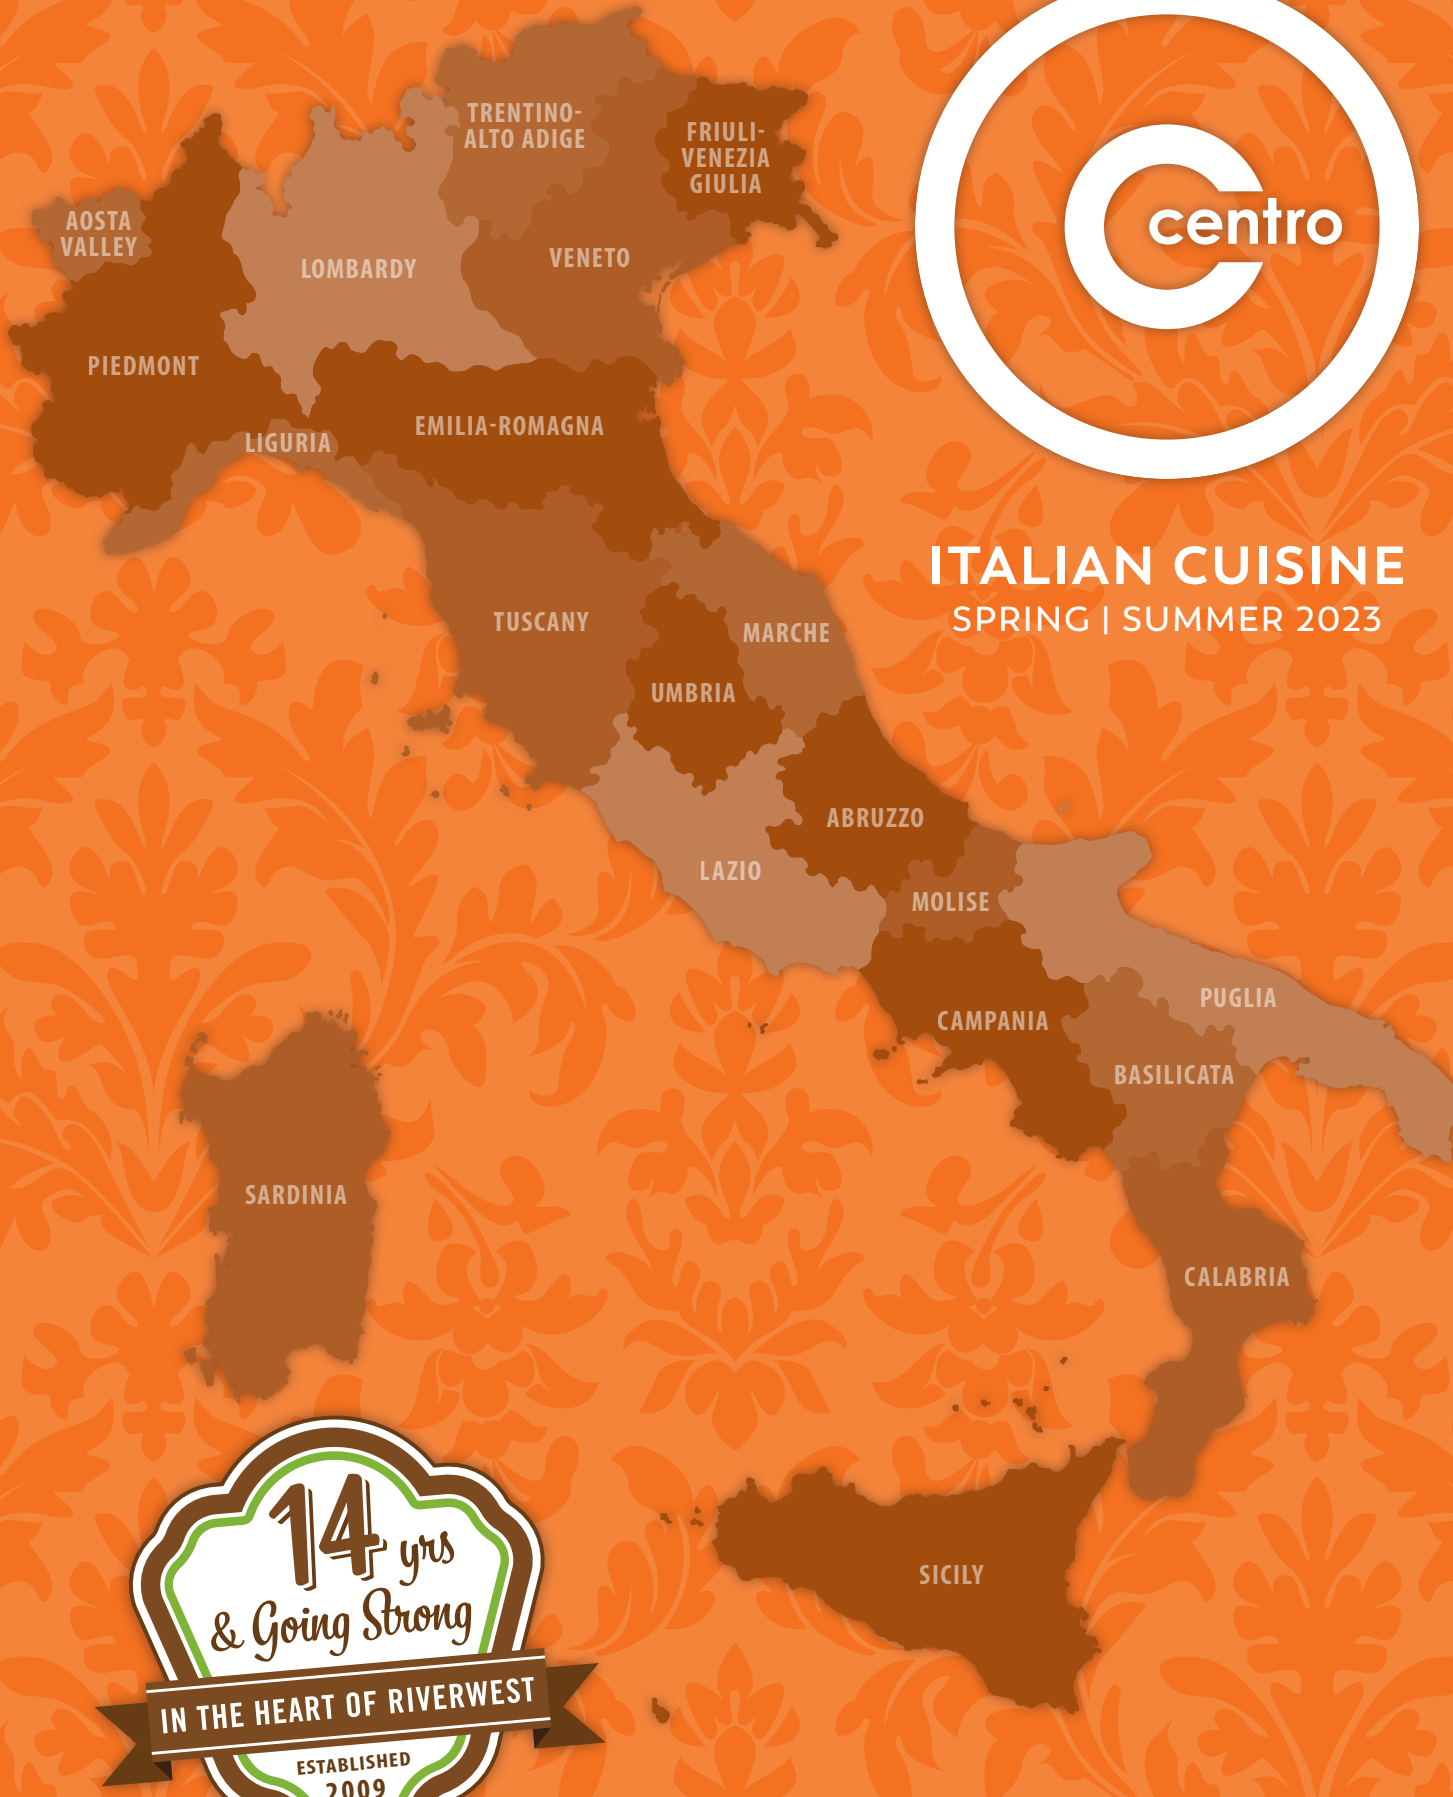 centro
ITALIAN CUISINE
SPRING | SUMMER 2023
TRENTINO-
ALTO ADIGE
FRIULI-
VENEZIA
GIULIA
AOSTA
VALLEY
LOMBARDY
VENETO
PIEDMONT
EMILIA-ROMAGNA
LIGURIA
TUSCANY
MARCHE
UMBRIA
ABRUZZO
LAZIO
MOLISE
PUGLIA
CAMPANIA
BASILICATA
SARDINIA
CALABRIA
SICILY
14 yrs
& Going Strong
IN THE HEART OF RIVERWEST
ESTABLISHED
2009